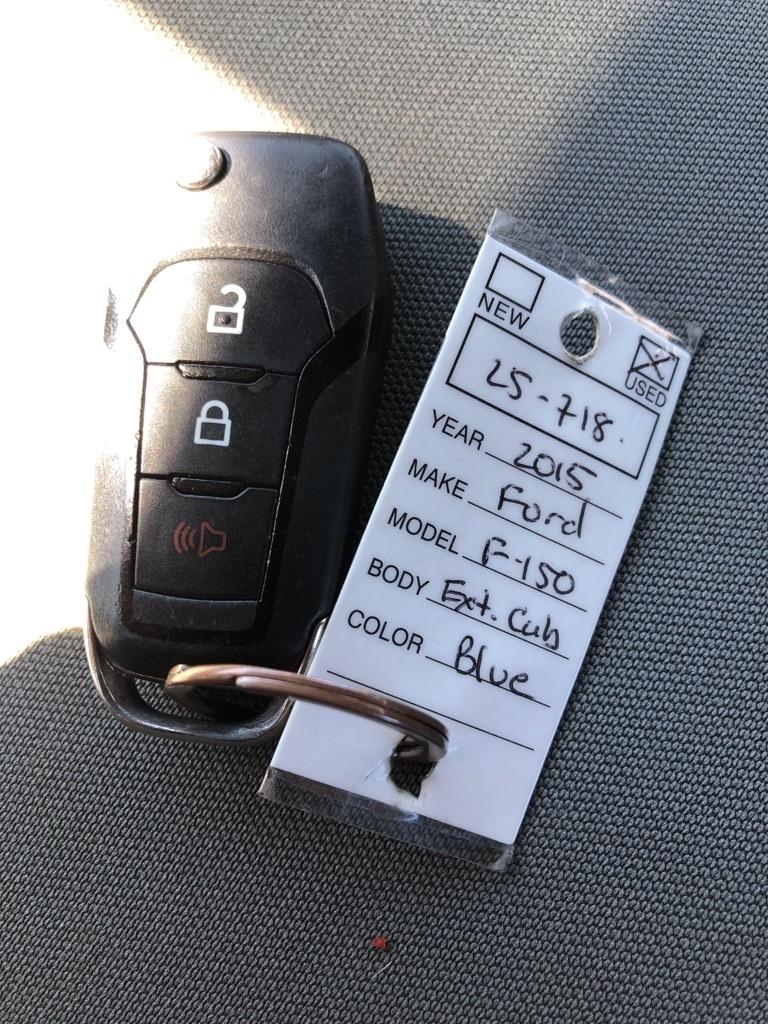 NEW
USED
25-718.
YEAR 2015
MAKE Ford
MODEL F-150
BODY Ext. Cab
COLOR Blue